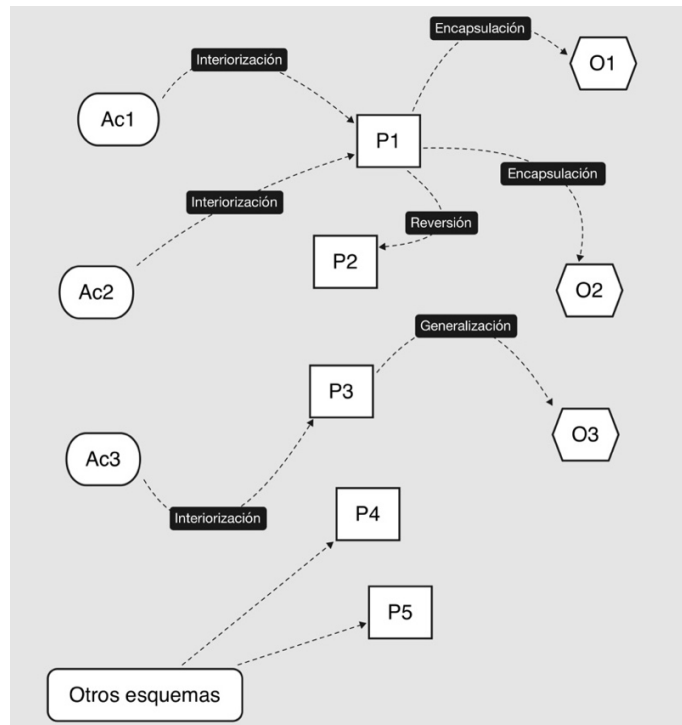 Encapsulación
O1
Interiorización
Ac1
P1
Encapsulación
Interiorización
Reversión
P2
Ac2
O2
Generalización
P3
O3
Ac3
Interiorización
P4
P5
Otros esquemas